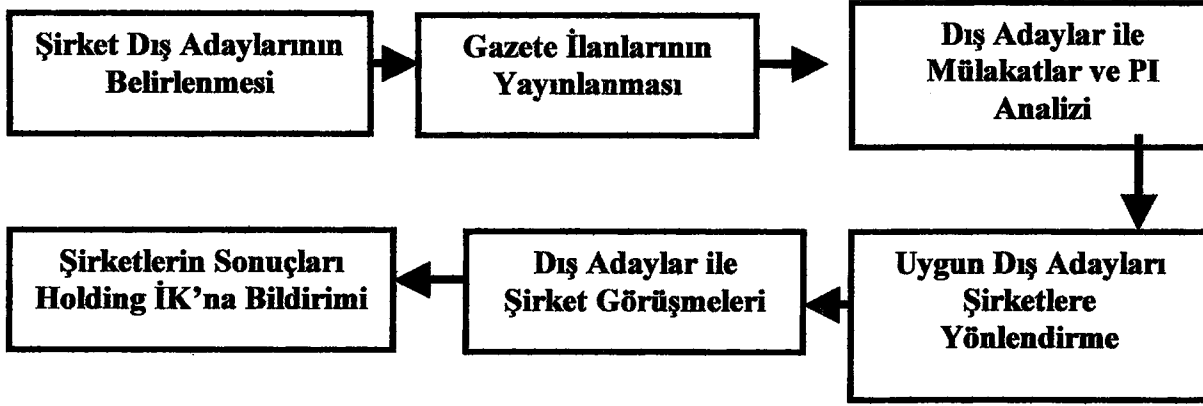 Şirket Dış Adaylarının
Belirlenmesi
Gazete İlanlarının
Yayınlanması
Dış Adaylar ile
Mülakatlar ve PI
Analizi
Uygun Dış Adayları
Şirketlere
Yönlendirme
Dış Adaylar ile
Şirket Görüşmeleri
Şirketlerin Sonuçları
Holding İK’na Bildirimi